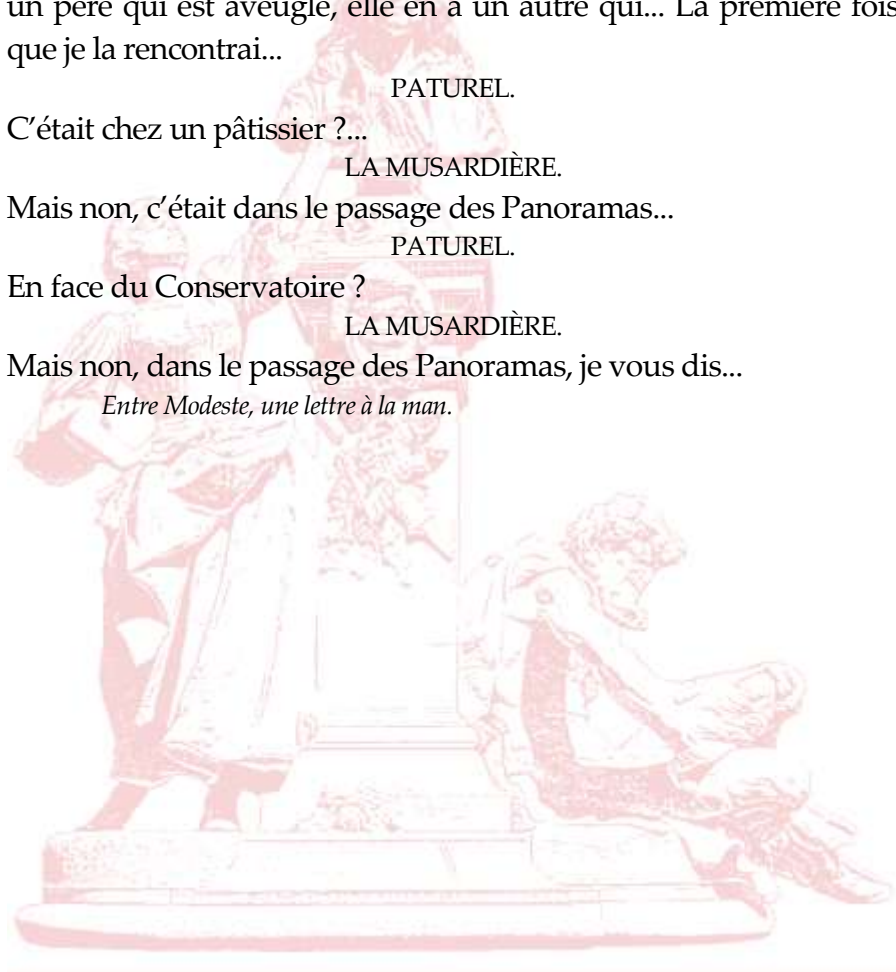 un père qui est aveugle, elle en a un autre qui... La première fois
que je la rencontrai...
PATUREL.
C’était chez un pâtissier ?...
LA MUSARDIÈRE.
Mais non, c’était dans le passage des Panoramas...
PATUREL.
En face du Conservatoire ?
LA MUSARDIÈRE.
Mais non, dans le passage des Panoramas, je vous dis...
Entre Modeste, une lettre à la man.